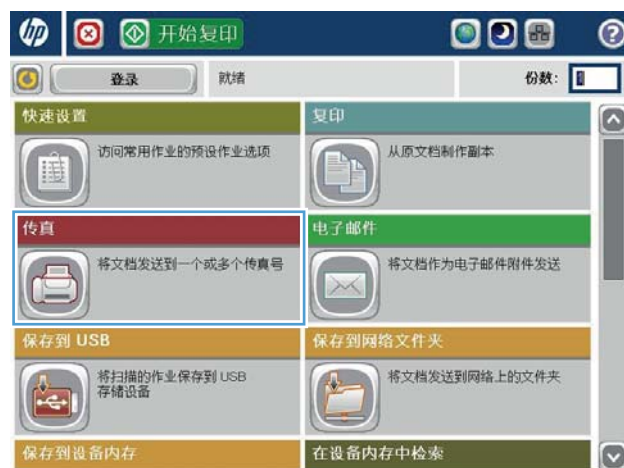 hp
开始复印
?
登录
就绪
份数:
快速设置
访问常用作业的预设作业选项
复印
从原文档制作副本
传真
将文档发送到一个或多个传真号
电子邮件
将文档作为电子邮件附件发送
保存到 USB
将扫描的作业保存到 USB
存储设备
保存到网络文件夹
将文档发送到网络上的文件夹
保存到设备内存
在设备内存中检索